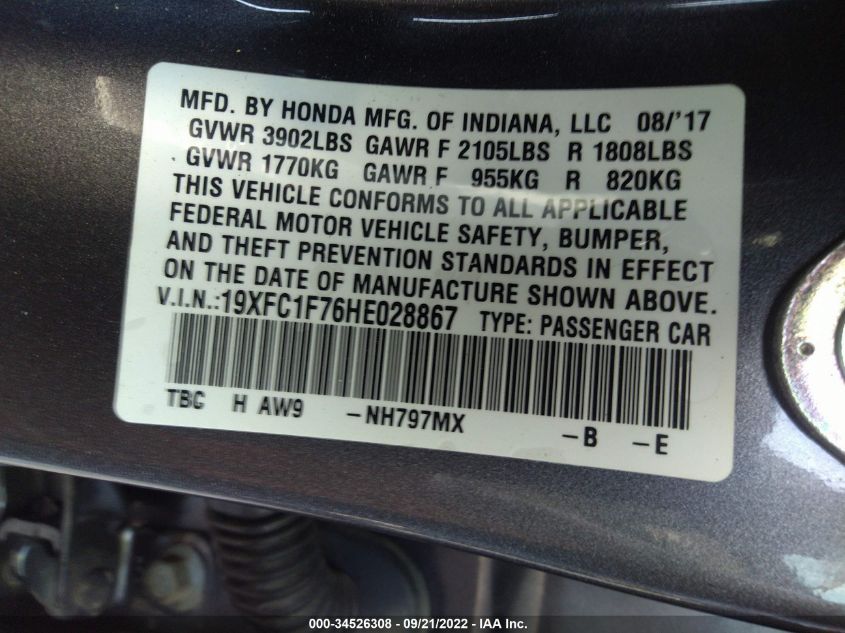 MFD. BY HONDA MFG. OF INDIANA, LLC 08/'17
GVWR 3902LBS GAWR F 2105LBS R 1808LBS
GVWR 1770KG GAWR F 955KG R 820KG
THIS VEHICLE CONFORMS TO ALL APPLICABLE
FEDERAL MOTOR VEHICLE SAFETY, BUMPER,
AND THEFT PREVENTION STANDARDS IN EFFECT
ON THE DATE OF MANUFACTURE SHOWN ABOVE.
V.I.N.:19XFC1F76HE028867 TYPE: PASSENGER CAR
TBC H AW9 -NH797MX -B -E
000-34526308 - 09/21/2022 - IAA Inc.